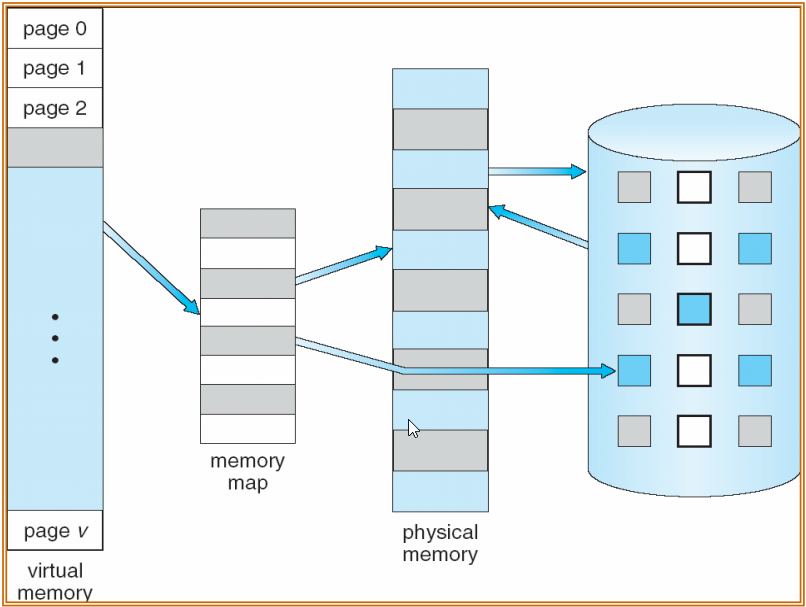 page 0
page 1
page 2
page v
virtual
memory
memory
map
physical
memory